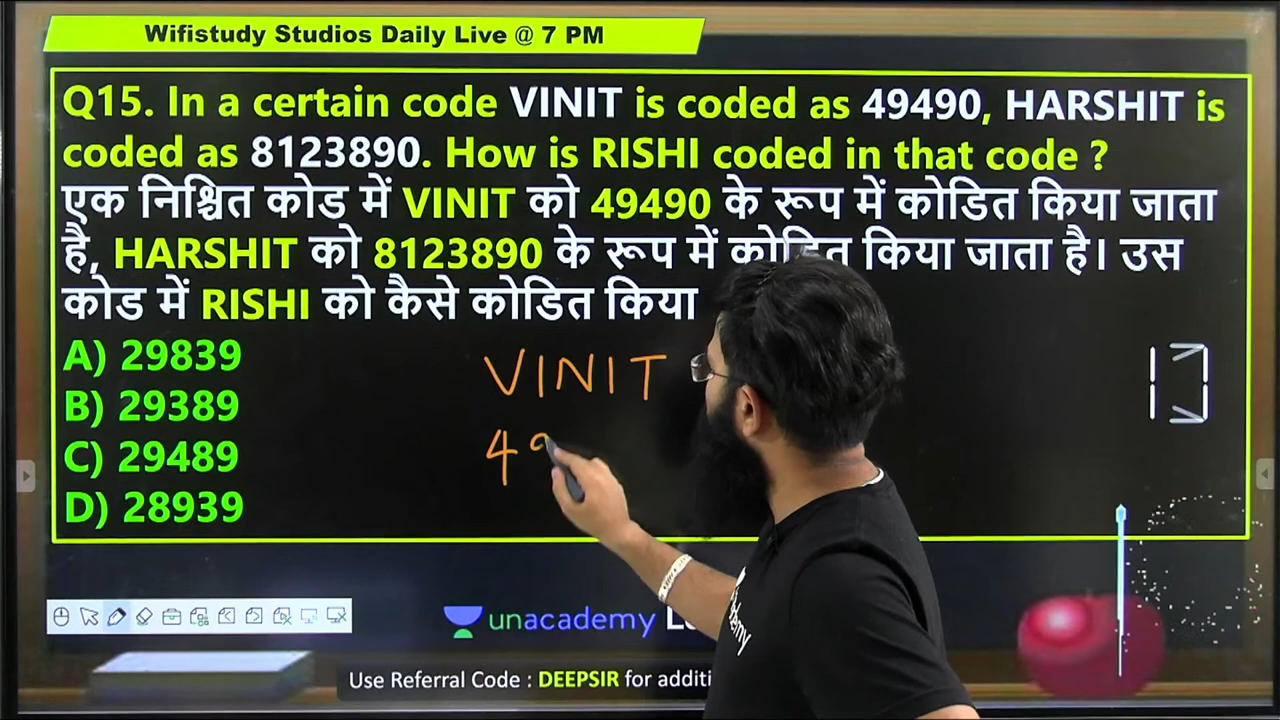 Wifistudy Studios Daily Live @ 7 PM
Q15. In a certain code VINIT is coded as 49490, HARSHIT is
coded as 8123890. How is RISHI coded in that code ?
एक निश्चित कोड में VINIT को 49490 के रूप में कोडित किया जाता
है, HARSHIT को 8123890 के रूप में कोडित किया जाता है। उस
कोड में RISHI को कैसे कोडित किया
A) 29839
B) 29389
C) 29489
D) 28939
VINIT
49
unacademy
Use Referral Code : DEEPSIR for additi